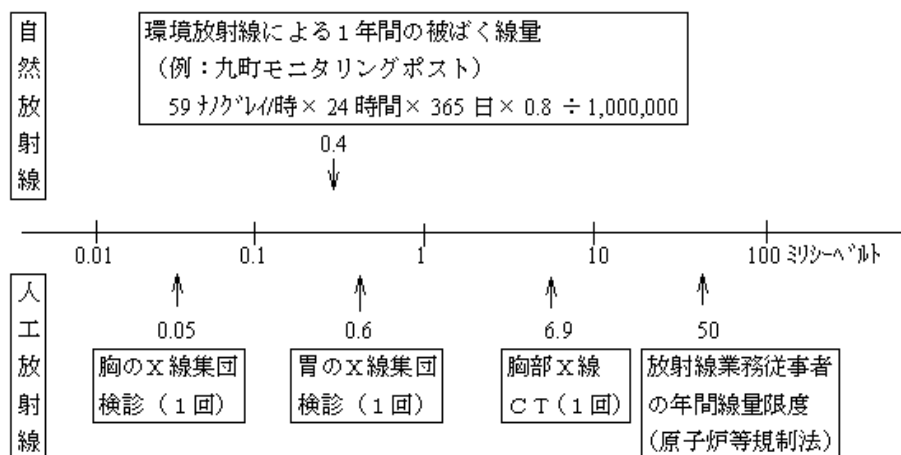 自然放射線
環境放射線による１年間の被ばく線量
（例：九町モニタリングポスト）
59 ﾅﾉｸﾞﾚｲ/時× 24 時間× 365 日× 0.8 ÷ 1,000,000
0.4
0.01 0.1 1 10 100 ﾐﾘｼｰﾍﾞﾙﾄ
人工放射線
0.05 0.6 6.9 50
胸のＸ線集団
検診（１回）
胃のＸ線集団
検診（１回）
胸部Ｘ線
ＣＴ（１回）
放射線業務従事者
の年間線量限度
（原子炉等規制法）